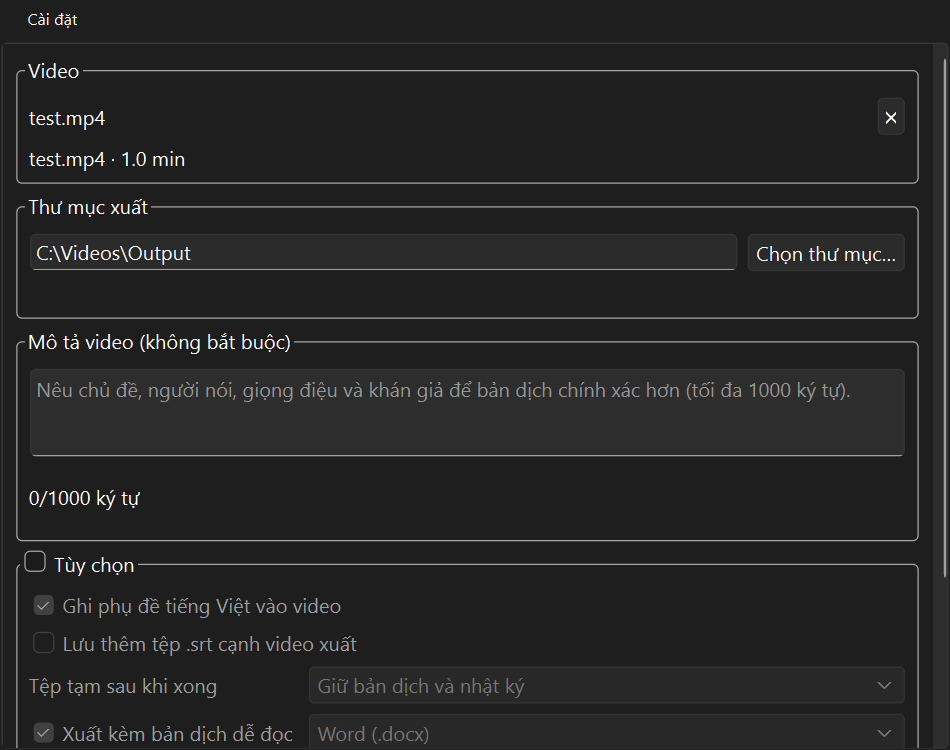 Cài đặt
Video
test.mp4
×
test.mp4 · 1.0 min
Thư mục xuất
C:\Videos\Output
Chọn thư mục...
Mô tả video (không bắt buộc)
Nêu chủ đề, người nói, giọng điệu và khán giả để bản dịch chính xác hơn (tối đa 1000 ký tự).
0/1000 ký tự
Tùy chọn
Ghi phụ đề tiếng Việt vào video
Lưu thêm tệp .srt cạnh video xuất
Tệp tạm sau khi xong
Giữ bản dịch và nhật ký
Xuất kèm bản dịch dễ đọc
Word (.docx)